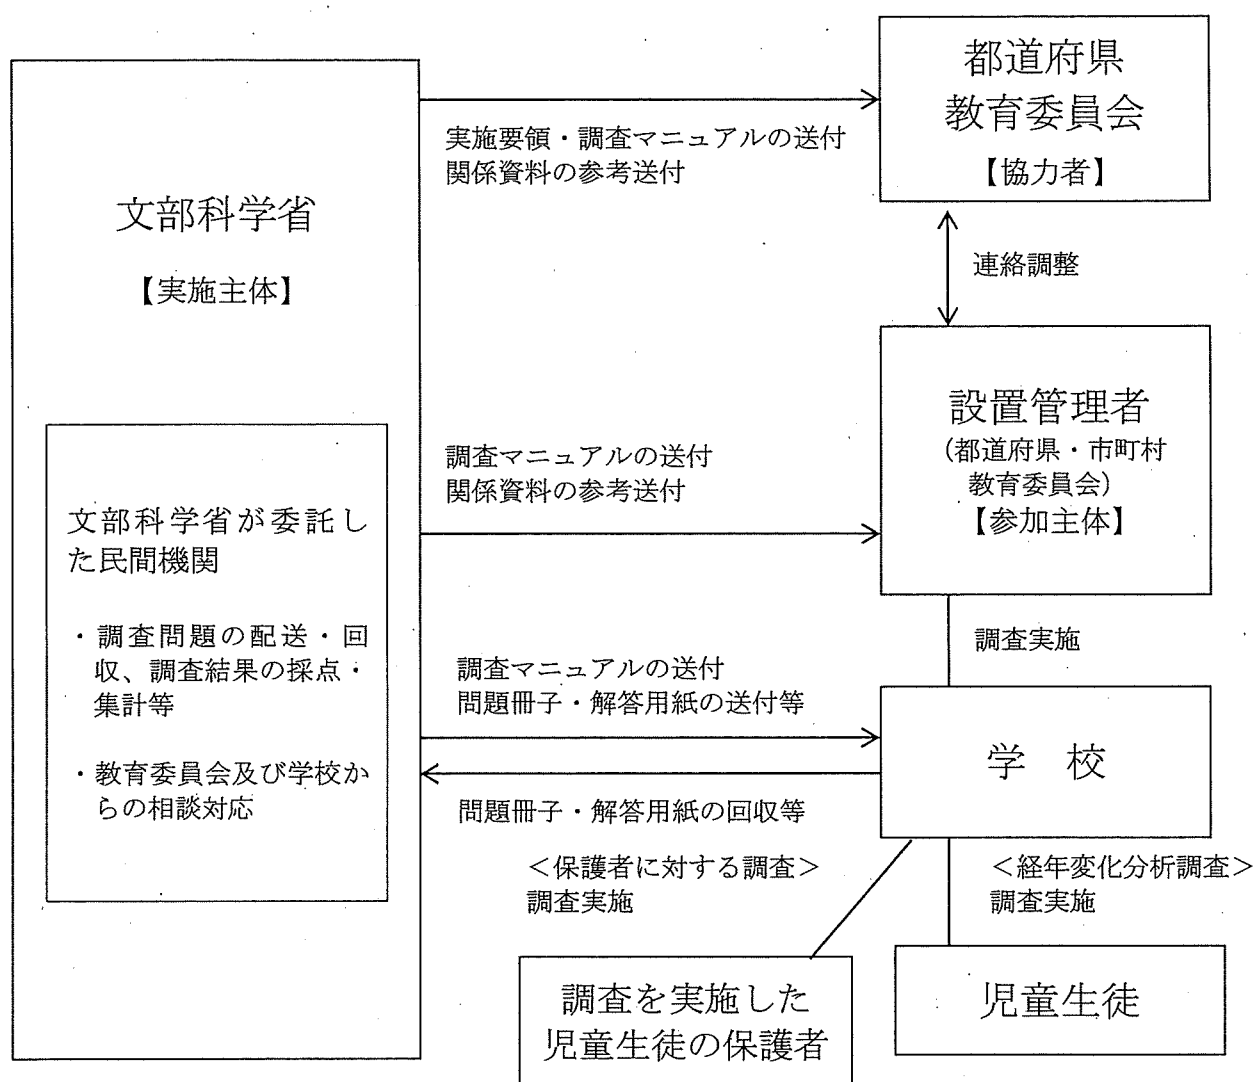 文部科学省
【実施主体】
文部科学省が委託し
た民間機関
・調査問題の配送・回
収、調査結果の採点・
集計等
・教育委員会及び学校か
らの相談対応
実施要領・調査マニュアルの送付
関係資料の参考送付
都道府県
教育委員会
【協力者】
連絡調整
調査マニュアルの送付
関係資料の参考送付
設置管理者
(都道府県・市町村
教育委員会)
【参加主体】
調査実施
調査マニュアルの送付
問題冊子・解答用紙の送付等
学 校
問題冊子・解答用紙の回収等
<保護者に対する調査>
調査実施
<経年変化分析調査>
調査実施
調査を実施した
児童生徒の保護者
児童生徒